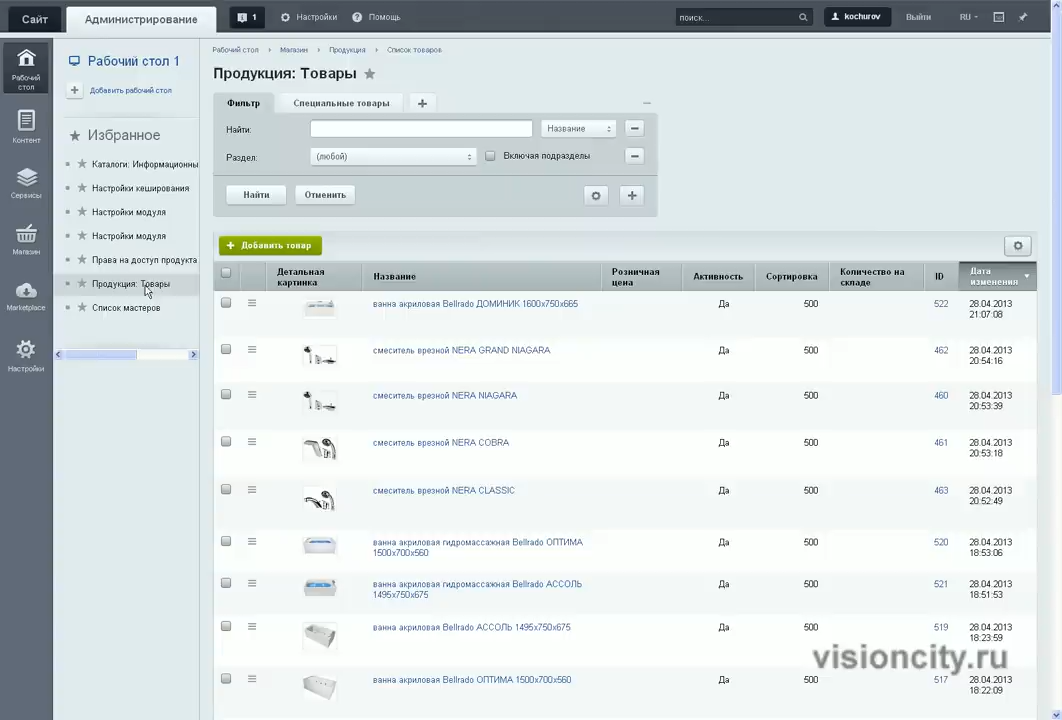 Сайт
Администрирование
1
Настройки
Помощь
поиск...
kochurov
Выйти
RU
Рабочий стол
Магазин
Продукция
Список товаров
Рабочий стол
Контент
Сервисы
Магазин
Marketplace
Настройки
Рабочий стол 1
Добавить рабочий стол
Избранное
Каталоги: Информационны
Настройки кеширования
Настройки модуля
Настройки модуля
Права на доступ продукта
Продукция: Товары
Список мастеров
Продукция: Товары
Фильтр
Специальные товары
Найти:
Название
Раздел:
(любой)
Включая подразделы
Найти
Отменить
Добавить товар
Детальная картинка Название Розничная цена Активность Сортировка Количество на складе ID Дата изменения
ванна акриловая Bellrado ДОМИНИК 1600х750х665 Да 500 522 28.04.2013 21:07:08
смеситель врезной NERA GRAND NIAGARA Да 500 462 28.04.2013 20:54:16
смеситель врезной NERA NIAGARA Да 500 460 28.04.2013 20:53:39
смеситель врезной NERA COBRA Да 500 461 28.04.2013 20:53:18
смеситель врезной NERA CLASSIC Да 500 463 28.04.2013 20:52:49
ванна акриловая гидромассажная Bellrado ОПТИМА 1500х700х560 Да 500 520 28.04.2013 18:53:06
ванна акриловая гидромассажная Bellrado АССОЛЬ 1495х750х675 Да 500 521 28.04.2013 18:51:53
ванна акриловая Bellrado АССОЛЬ 1495х750х675 Да 500 519 28.04.2013 18:23:59
ванна акриловая Bellrado ОПТИМА 1500х700х560 Да 500 517 28.04.2013 18:22:09
visioncity.ru